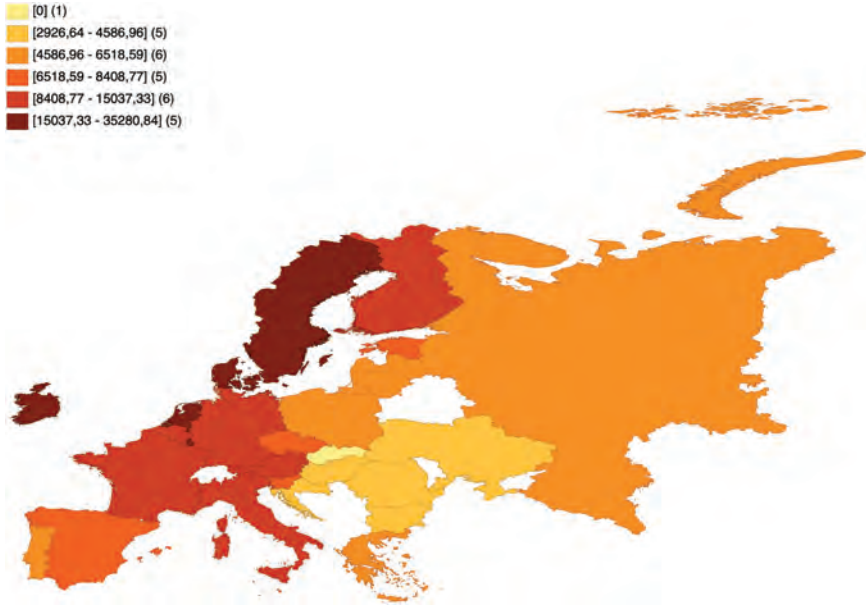 [0] (1)
[2926,64 - 4586,96] (5)
[4586,96 - 6518,59] (6)
[6518,59 - 8408,77] (5)
[8408,77 - 15037,33] (6)
[15037,33 - 35280,84] (5)